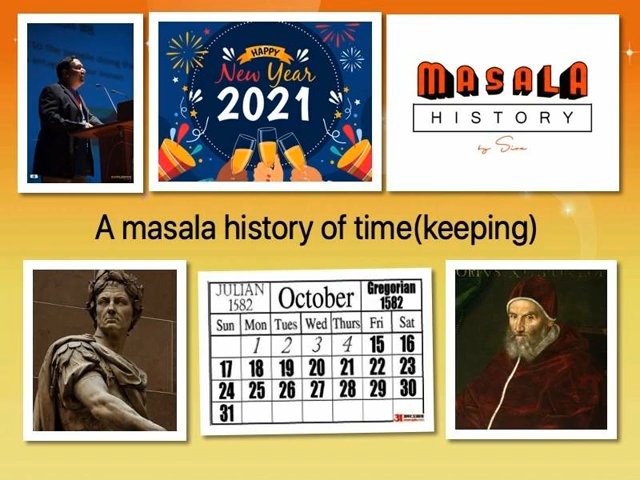 HAPPY
New Year
2021
MASALA
HISTORY
by Siva
A masala history of time(keeping)
JULIAN
1582
October
Gregorian
1582
Sun Mon Tues Wed Thurs Fri Sat
1 2 3 4 15 16
17 18 19 20 21 22 23
24 25 26 27 28 29 30
31
31